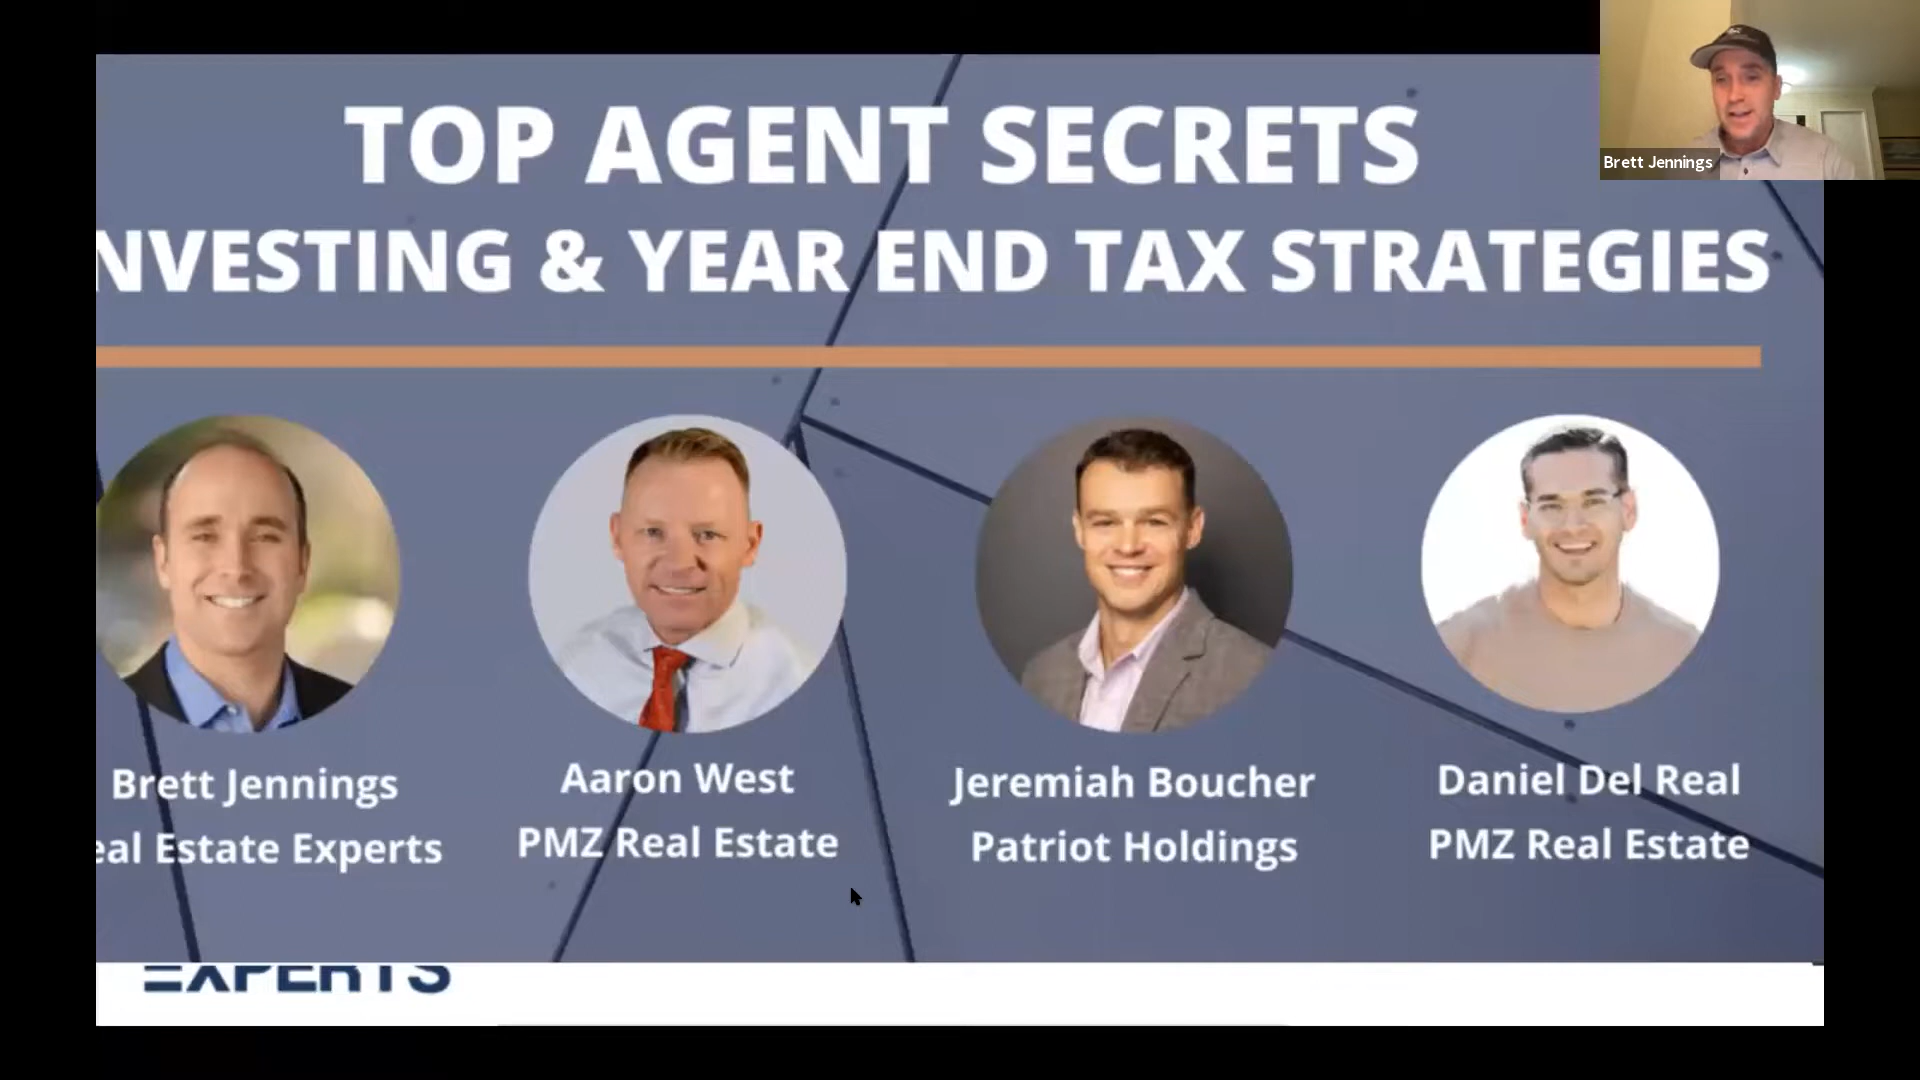 TOP AGENT SECRETS
NVESTING & YEAR END TAX STRATEGIES
Brett Jennings
Brett Jennings
eal Estate Experts
Aaron West
PMZ Real Estate
Jeremiah Boucher
Patriot Holdings
Daniel Del Real
PMZ Real Estate
EXPERTS